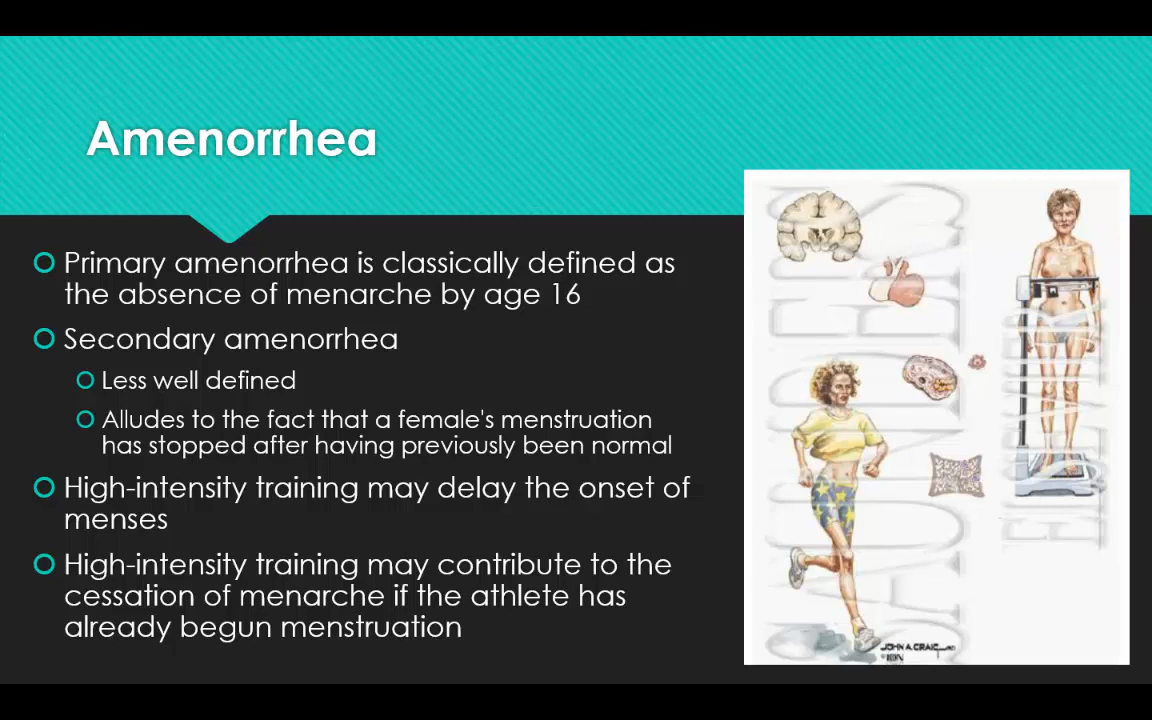 Amenorrhea
Primary amenorrhea is classically defined as
the absence of menarche by age 16
Secondary amenorrhea
Less well defined
Alludes to the fact that a female's menstruation
has stopped after having previously been normal
High-intensity training may delay the onset of
menses
High-intensity training may contribute to the
cessation of menarche if the athlete has
already begun menstruation
JOHN A. CRAIG